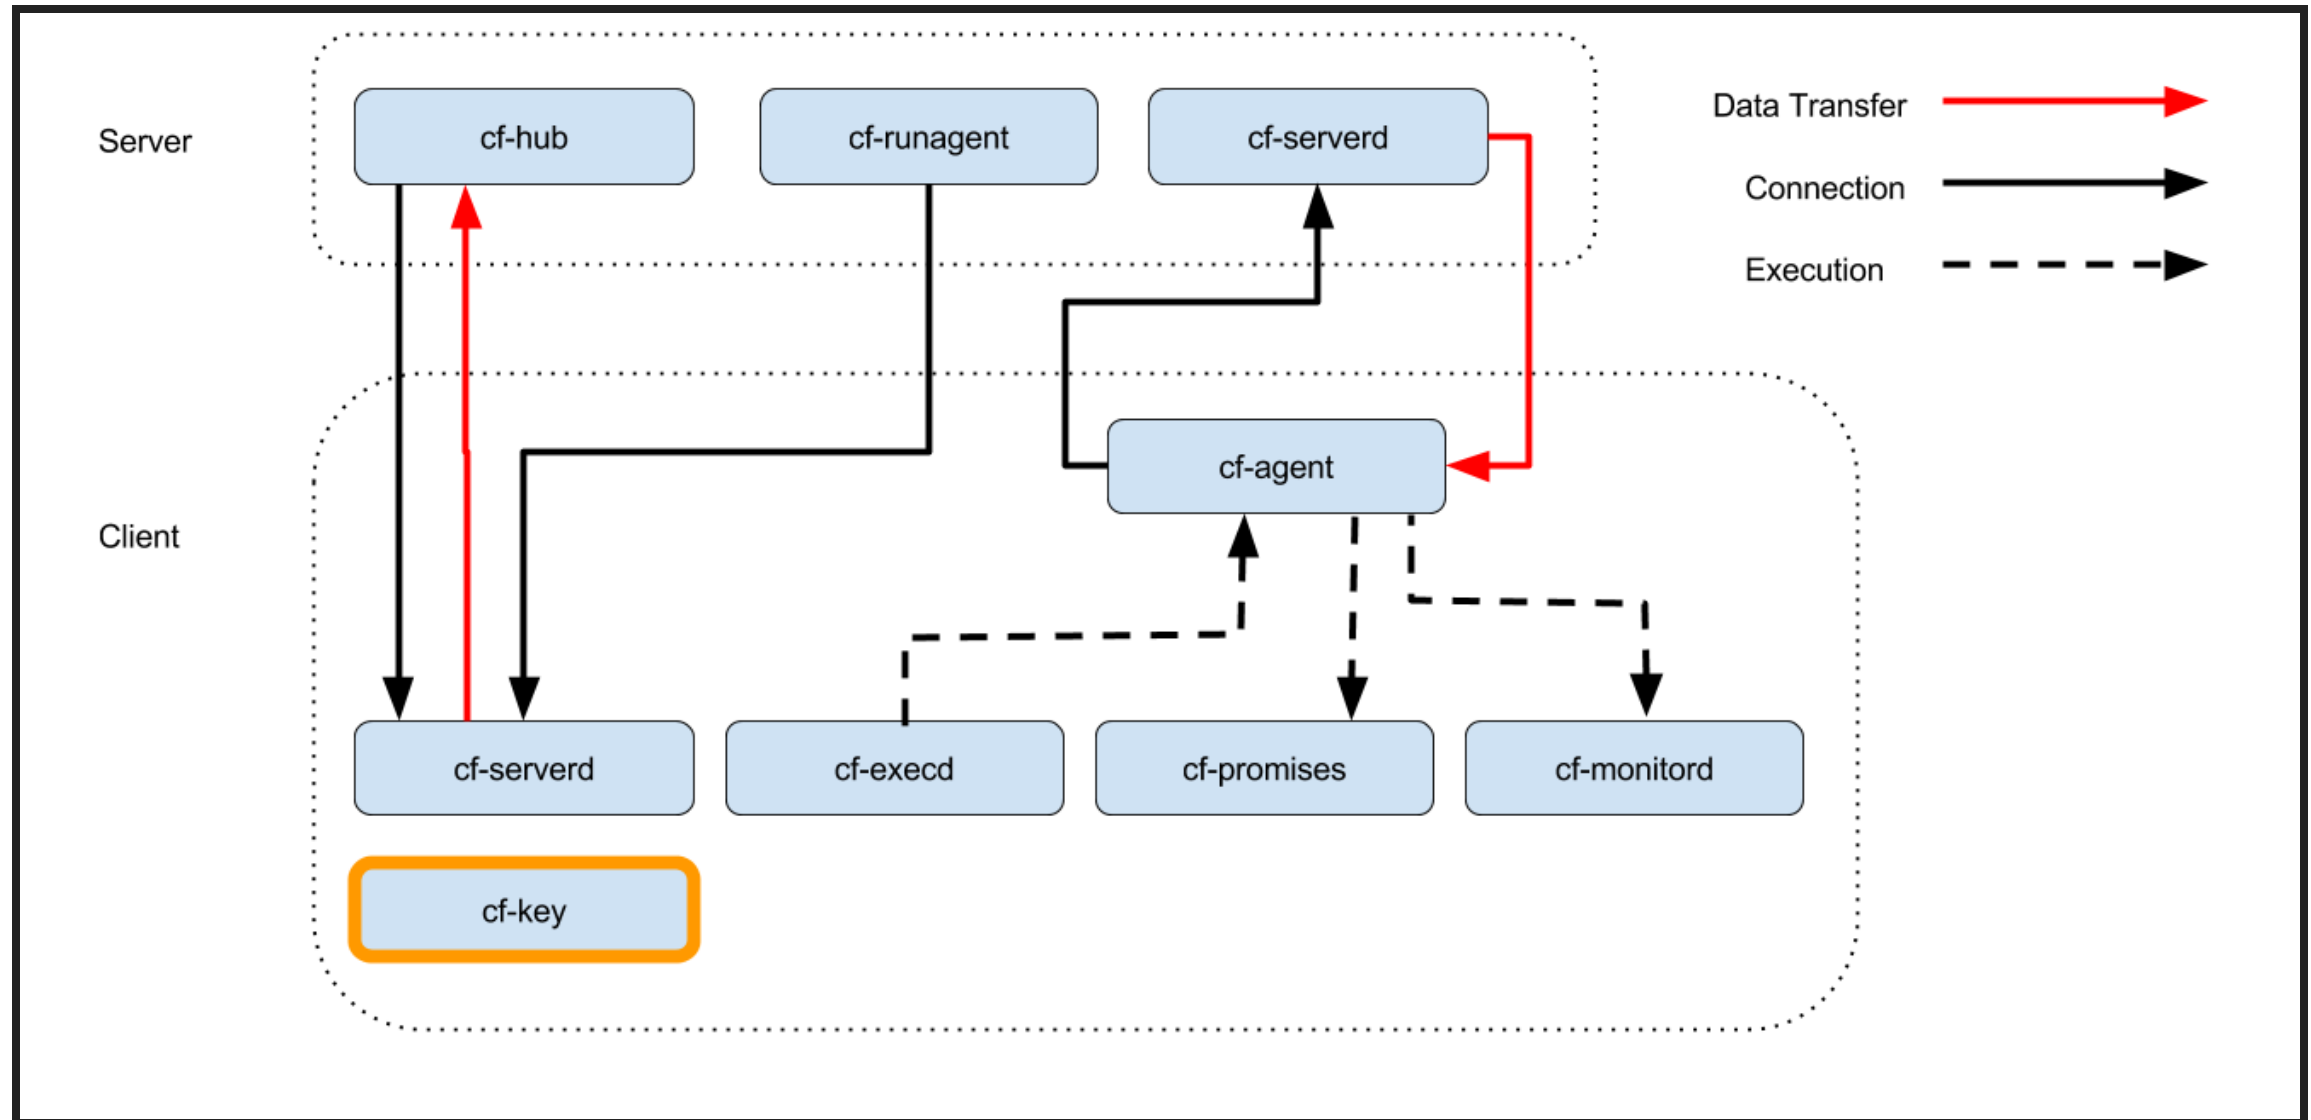 Server
cf-hub
cf-runagent
cf-serverd
Data Transfer
Connection
Execution
Client
cf-agent
cf-serverd
cf-execd
cf-promises
cf-monitord
cf-key